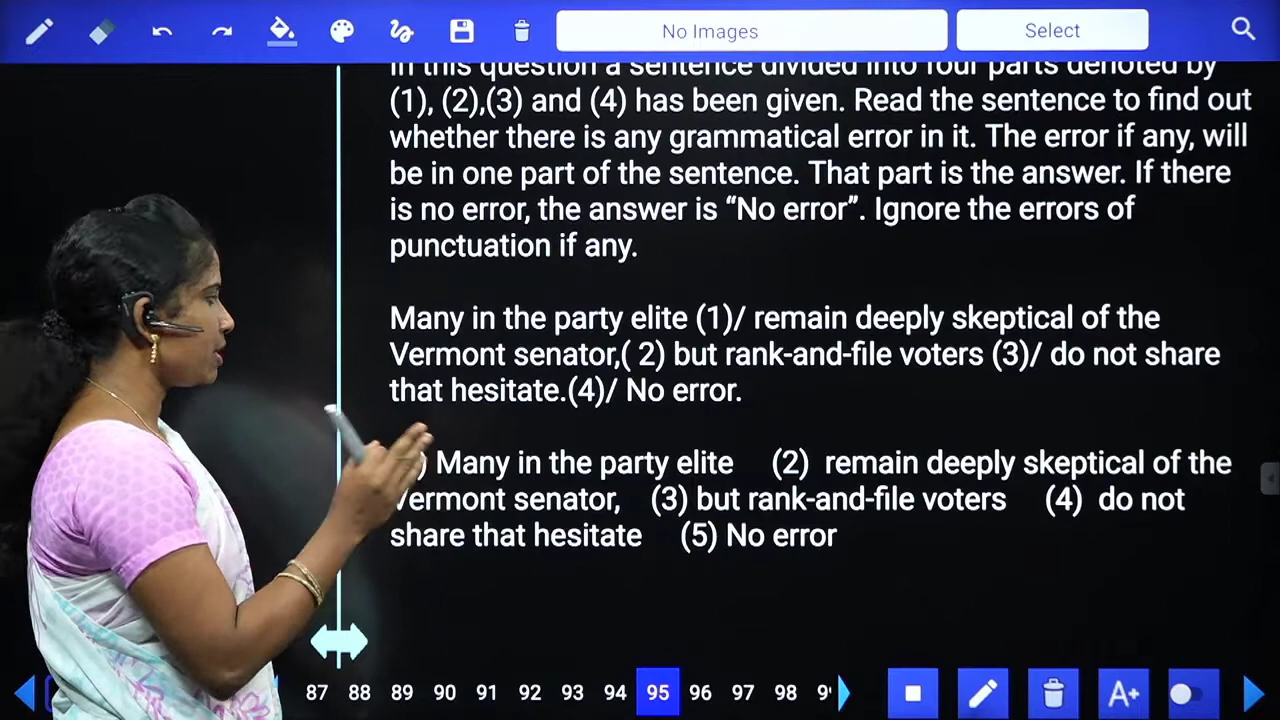 No Images
Select
In this question a sentence divided into four parts denoted by
(1), (2),(3) and (4) has been given. Read the sentence to find out
whether there is any grammatical error in it. The error if any, will
be in one part of the sentence. That part is the answer. If there
is no error, the answer is “No error”. Ignore the errors of
punctuation if any.
Many in the party elite (1)/ remain deeply skeptical of the
Vermont senator,( 2) but rank-and-file voters (3)/ do not share
that hesitate.(4)/ No error.
) Many in the party elite (2) remain deeply skeptical of the
Vermont senator, (3) but rank-and-file voters (4) do not
share that hesitate (5) No error
87 88 89 90 91 92 93 94 95 96 97 98
A+